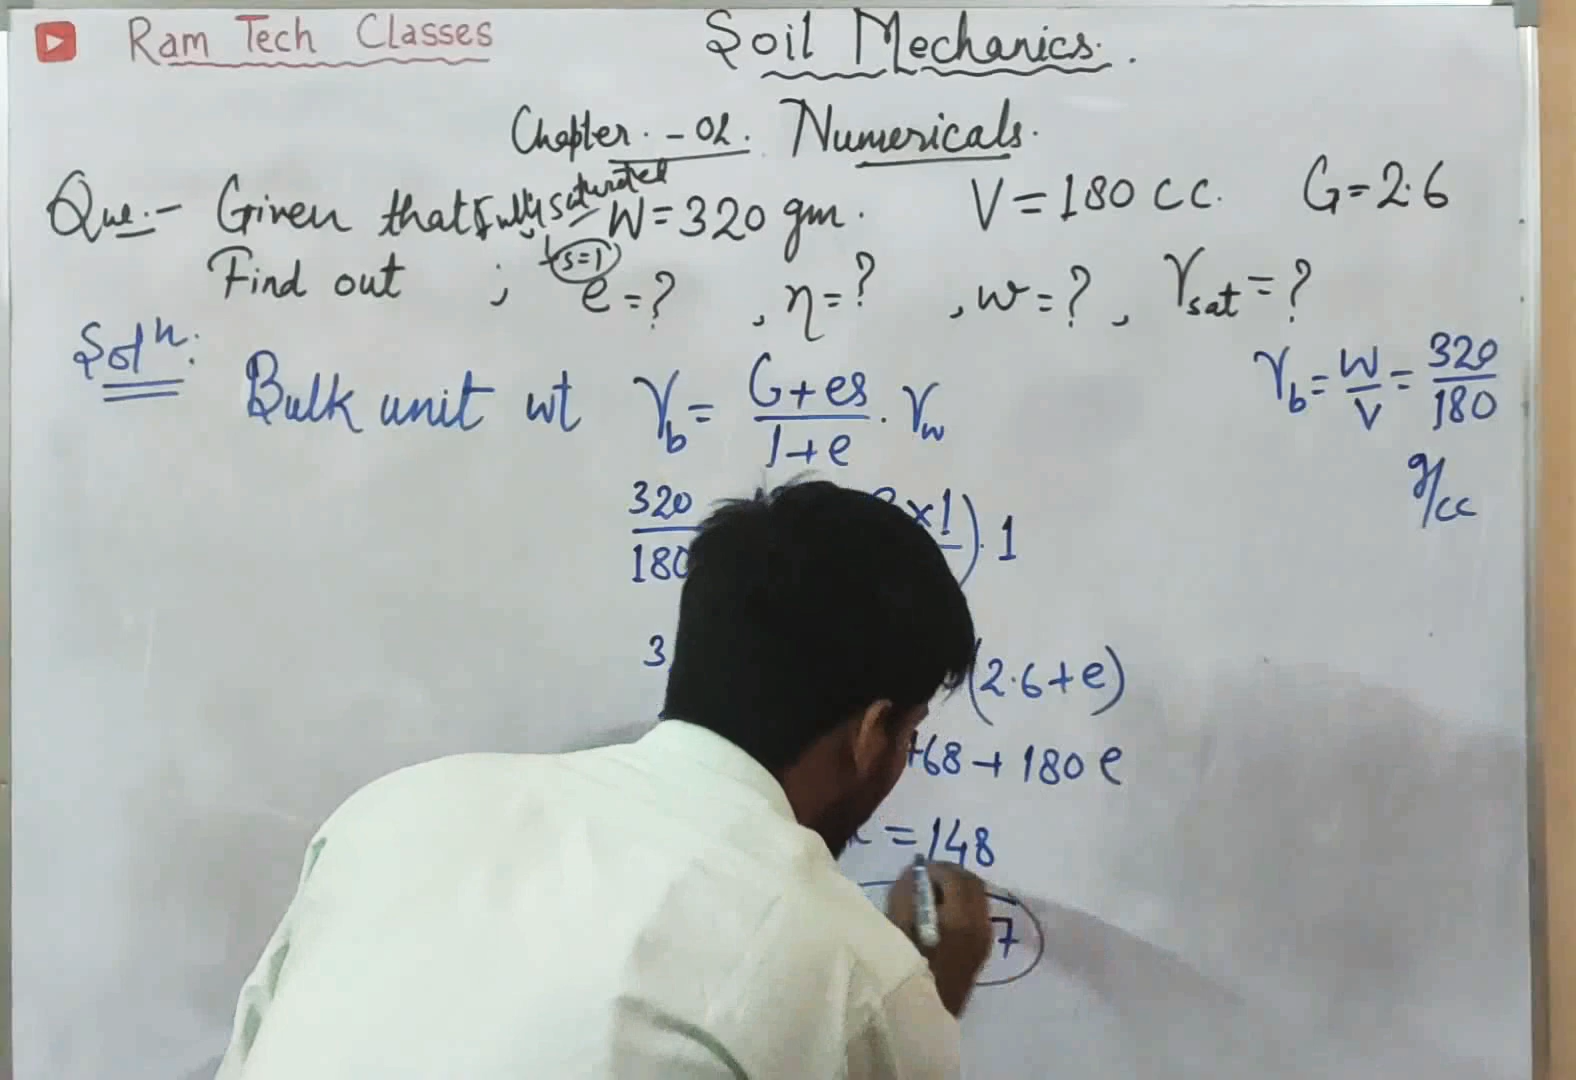 Ram Tech Classes
Soil Mechanics.
Chapter. - 02. Numericals.
Que:- Given that fully saturated W = 320 gm. V = 180 CC. G = 2.6
s=1
Find out ; e = ? , η = ? , w = ? , γsat = ?
Solⁿ:
Bulk unit wt γb = G+es / 1+e . γw
γb = W/V = 320/180
g/cc
320/180 ×1 ) . 1
3 (2.6+e)
468 + 180 e
= 148
7